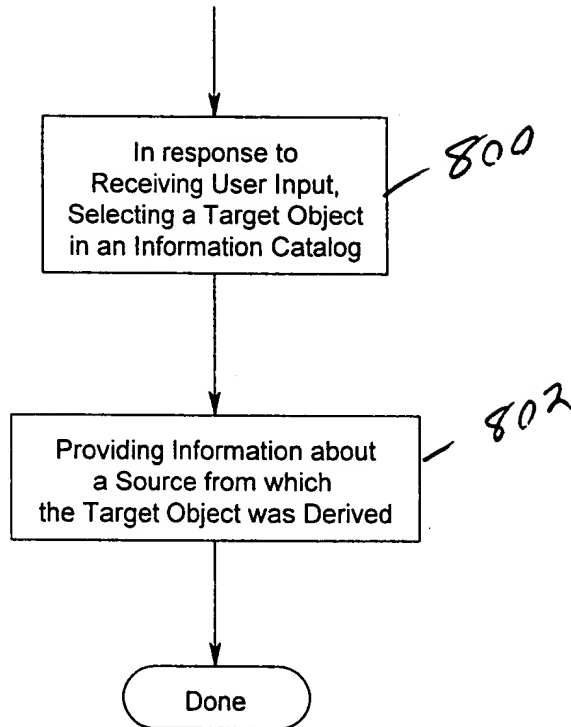 In response to
Receiving User Input,
Selecting a Target Object
in an Information Catalog
800
Providing Information about
a Source from which
the Target Object was Derived
802
Done